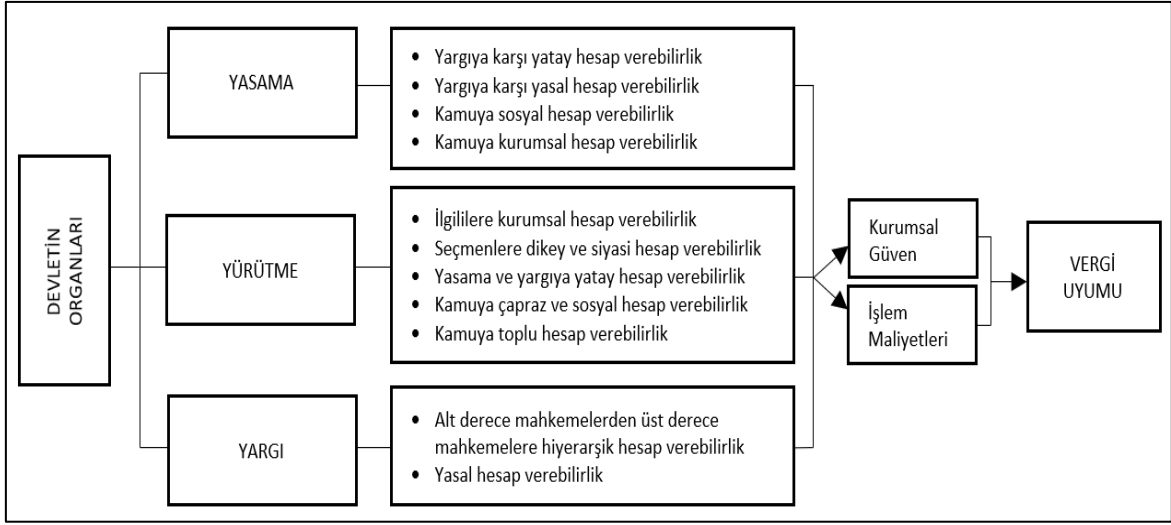 DEVLETİN
ORGANLARI
YASAMA
• Yargıya karşı yatay hesap verebilirlik
• Yargıya karşı yasal hesap verebilirlik
• Kamuya sosyal hesap verebilirlik
• Kamuya kurumsal hesap verebilirlik
YÜRÜTME
• İlgililere kurumsal hesap verebilirlik
• Seçmenlere dikey ve siyasi hesap verebilirlik
• Yasama ve yargıya yatay hesap verebilirlik
• Kamuya çapraz ve sosyal hesap verebilirlik
• Kamuya toplu hesap verebilirlik
YARGI
• Alt derece mahkemelerden üst derece
mahkemelere hiyerarşik hesap verebilirlik
• Yasal hesap verebilirlik
Kurumsal
Güven
İşlem
Maliyetleri
VERGİ
UYUMU